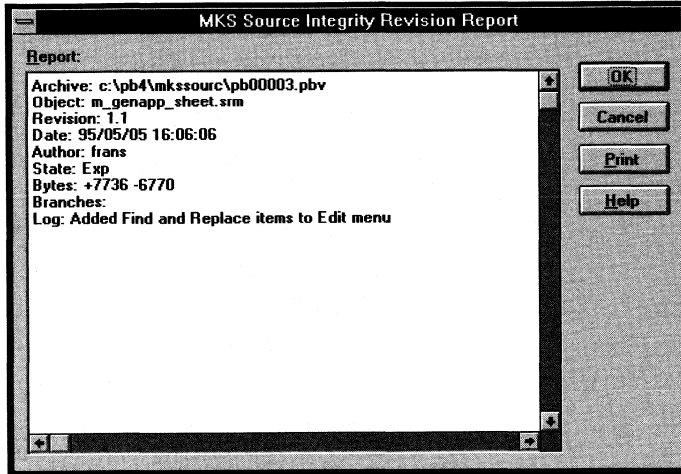 MKS Source Integrity Revision Report
Report:
Archive: c:\pb4\mkssourc\pb00003.pbv
Object: m_genapp_sheet.srm
Revision: 1.1
Date: 95/05/05 16:06:06
Author: frans
State: Exp
Bytes: +7736 -6770
Branches:
Log: Added Find and Replace items to Edit menu
OK
Cancel
Print
Help